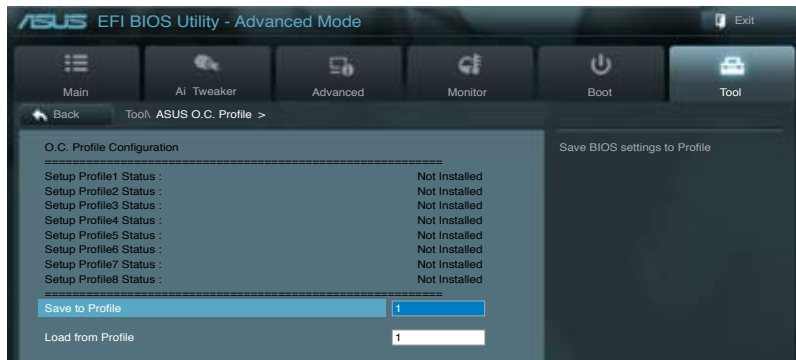 ASUS EFI BIOS Utility - Advanced Mode
Exit
Main
Ai Tweaker
Advanced
Monitor
Boot
Tool
Back
Tool\ ASUS O.C. Profile >
O.C. Profile Configuration
Save BIOS settings to Profile
==========================================================
Setup Profile1 Status : Not Installed
Setup Profile2 Status : Not Installed
Setup Profile3 Status : Not Installed
Setup Profile4 Status : Not Installed
Setup Profile5 Status : Not Installed
Setup Profile6 Status : Not Installed
Setup Profile7 Status : Not Installed
Setup Profile8 Status : Not Installed
==========================================================
Save to Profile 1
Load from Profile 1